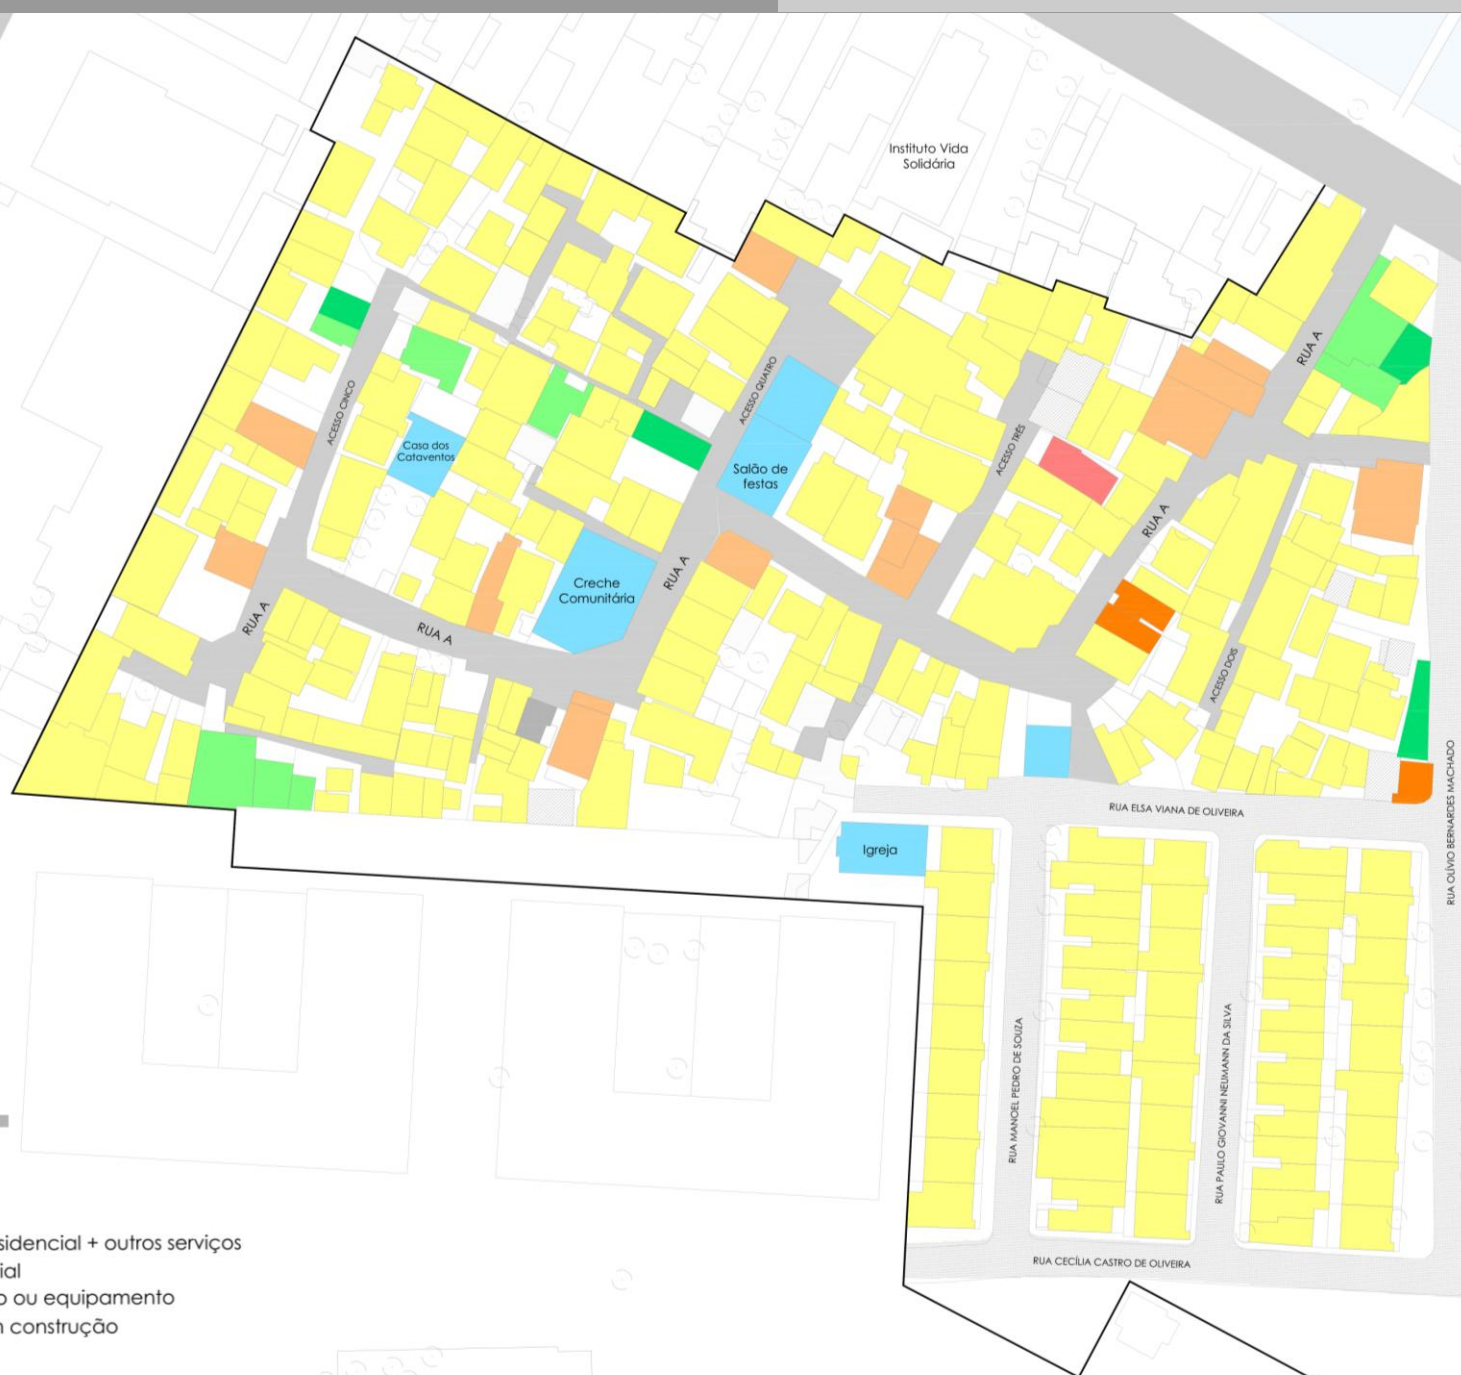 Instituto Vida
Solidária
RUA A
ACESSO QUATRO
ACESSO CINCO
Casa dos
Cataventos
Salão de
festas
ACESSO TRÊS
RUA A
Creche
Comunitária
RUA A
RUA A
RUA A
ACESSO DOIS
RUA ELSA VIANA DE OLIVEIRA
RUA OLÍVIO BERNARDES MACHADO
Igreja
RUA MANOEL PEDRO DE SOUZA
RUA PAULO GIOVANNI NEUMANN DA SILVA
RUA CECÍLIA CASTRO DE OLIVEIRA
sidencial + outros serviços
ial
o ou equipamento
construção